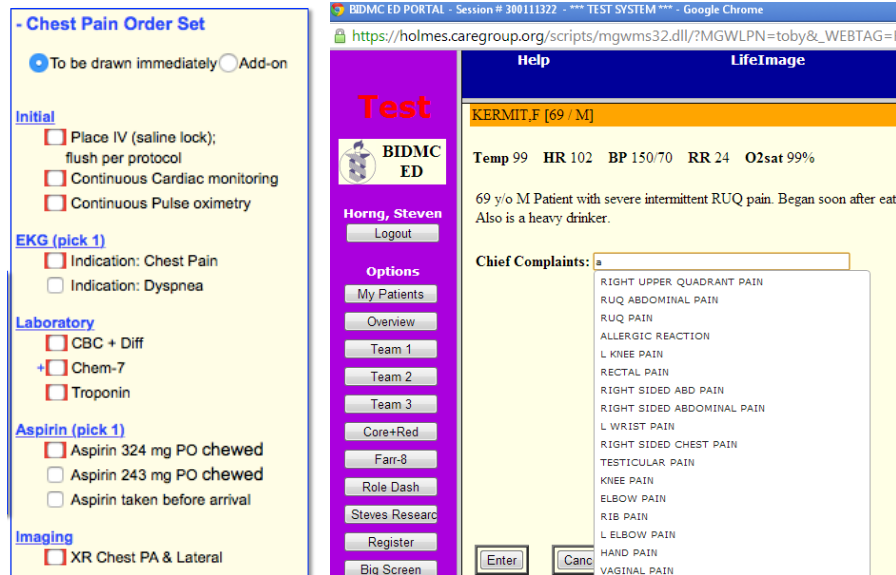 - Chest Pain Order Set
To be drawn immediately Add-on
Initial
Place IV (saline lock);
flush per protocol
Continuous Cardiac monitoring
Continuous Pulse oximetry
EKG (pick 1)
Indication: Chest Pain
Indication: Dyspnea
Laboratory
CBC + Diff
+ Chem-7
Troponin
Aspirin (pick 1)
Aspirin 324 mg PO chewed
Aspirin 243 mg PO chewed
Aspirin taken before arrival
Imaging
XR Chest PA & Lateral
BIDMC ED PORTAL - Session # 300111322 - *** TEST SYSTEM *** - Google Chrome
https://holmes.caregroup.org/scripts/mgwms32.dll/?MGWLPN=toby&_WEBTAG=
Help LifeImage
Test
BIDMC
ED
Horng, Steven
Logout
Options
My Patients
Overview
Team 1
Team 2
Team 3
Core+Red
Farr-8
Role Dash
Steves Researc
Register
Big Screen
KERMIT,F [69 / M]
Temp 99 HR 102 BP 150/70 RR 24 O2sat 99%
69 y/o M Patient with severe intermittent RUQ pain. Began soon after eat
Also is a heavy drinker.
Chief Complaints: a
RIGHT UPPER QUADRANT PAIN
RUQ ABDOMINAL PAIN
RUQ PAIN
ALLERGIC REACTION
L KNEE PAIN
RECTAL PAIN
RIGHT SIDED ABD PAIN
RIGHT SIDED ABDOMINAL PAIN
L WRIST PAIN
RIGHT SIDED CHEST PAIN
TESTICULAR PAIN
KNEE PAIN
ELBOW PAIN
RIB PAIN
L ELBOW PAIN
HAND PAIN
VAGINAL PAIN
Enter Canc